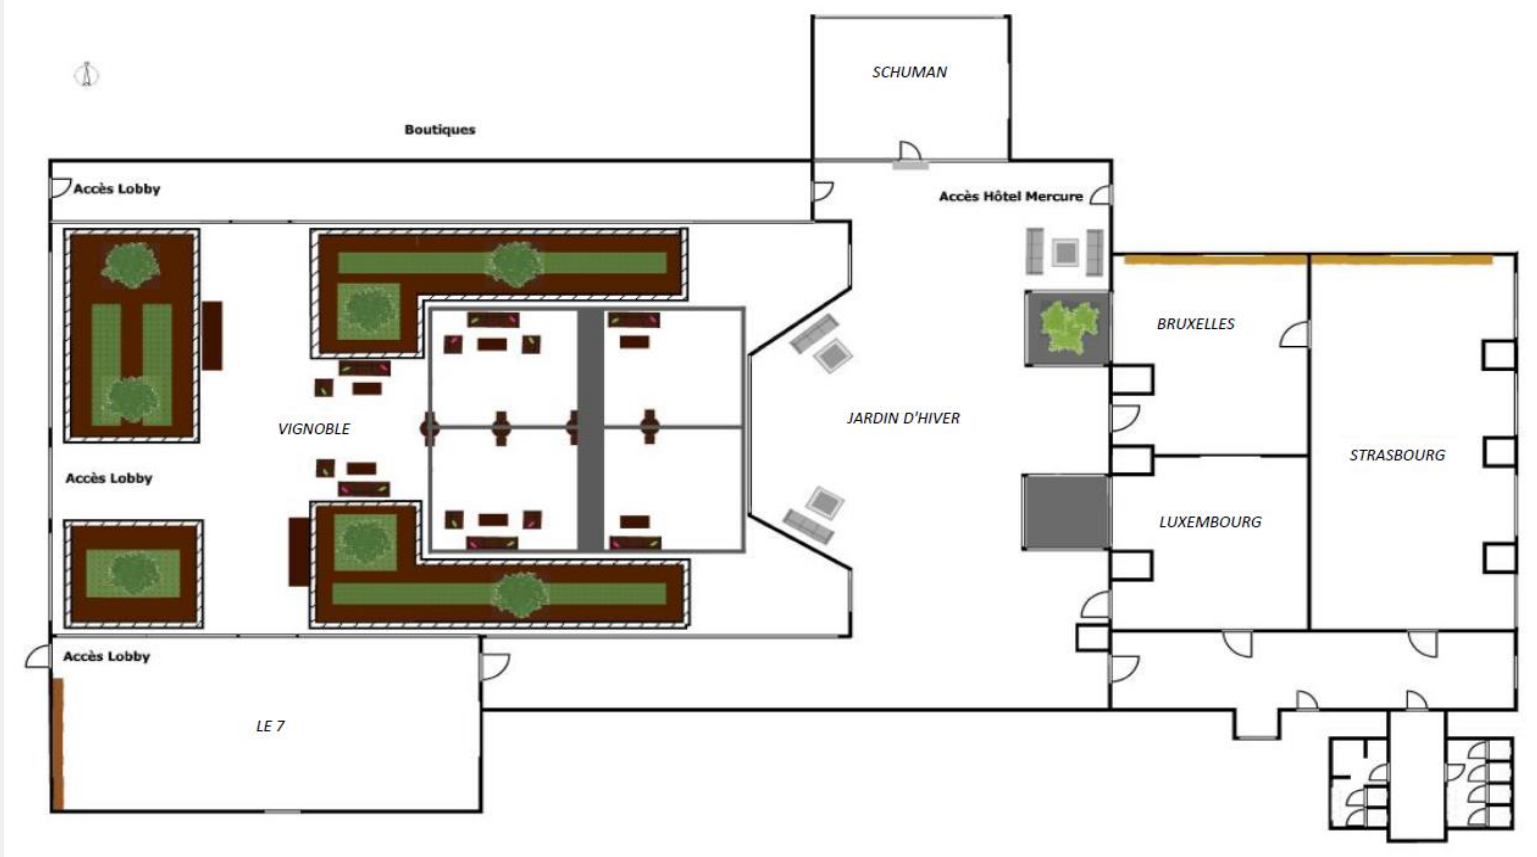 SCHUMAN
Boutiques
Accès Lobby
Accès Hôtel Mercure
BRUXELLES
JARDIN D'HIVER
VIGNOBLE
STRASBOURG
Accès Lobby
LUXEMBOURG
Accès Lobby
LE 7